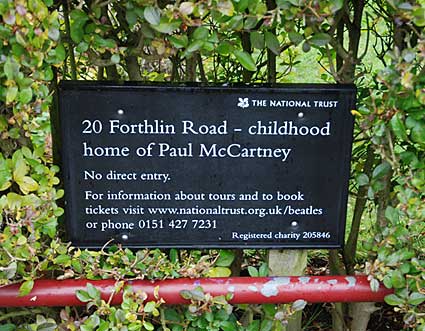 THE NATIONAL TRUST
20 Forthlin Road – childhood
home of Paul McCartney
No direct entry.
For information about tours and to book
tickets visit www.nationaltrust.org.uk/beatles
or phone 0151 427 7231
Registered charity 205846